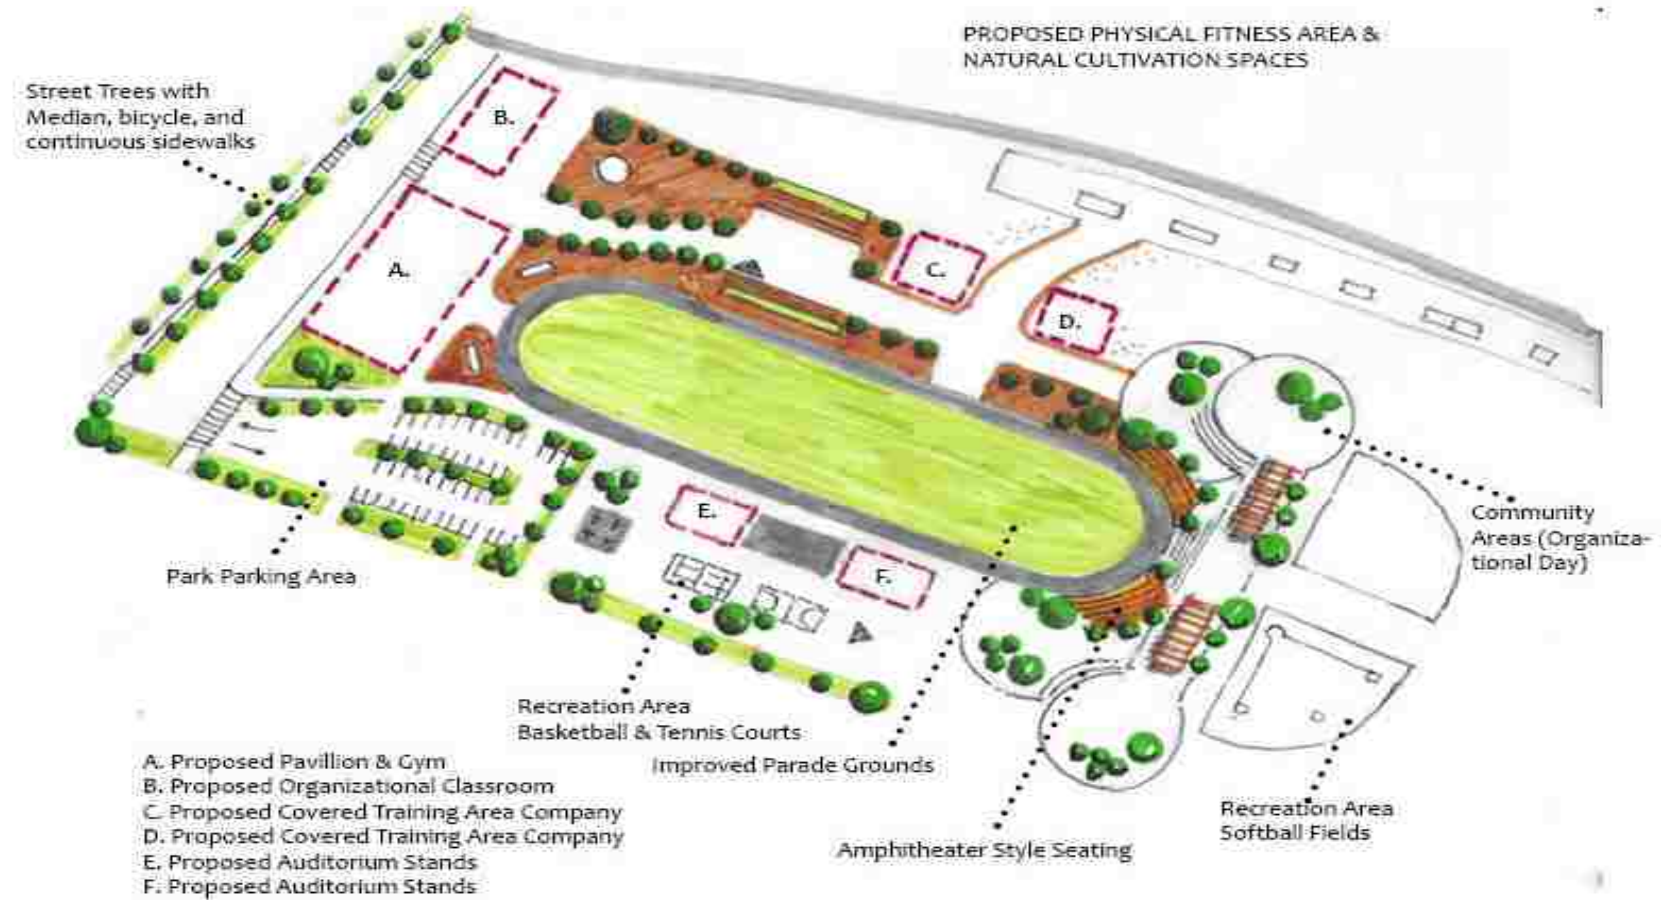 PROPOSED PHYSICAL FITNESS AREA &
NATURAL CULTIVATION SPACES
Street Trees with
Median, bicycle, and
continuous sidewalks
B.
A.
C.
D.
E.
F.
Community
Areas (Organiza-
tional Day)
Park Parking Area
Recreation Area
Basketball & Tennis Courts
Improved Parade Grounds
Amphitheater Style Seating
Recreation Area
Softball Fields
A. Proposed Pavillion & Gym
B. Proposed Organizational Classroom
C. Proposed Covered Training Area Company
D. Proposed Covered Training Area Company
E. Proposed Auditorium Stands
F. Proposed Auditorium Stands